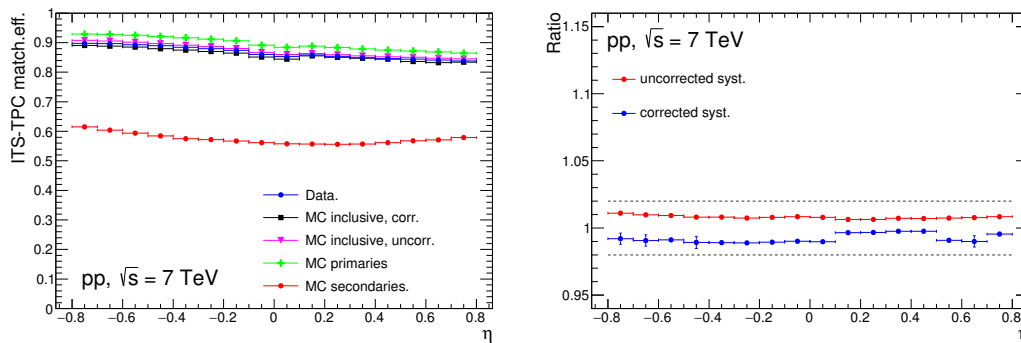 ITS-TPC match.eff.
1
0.9
0.8
0.7
0.6
0.5
0.4
0.3
0.2
0.1
0
Data.
MC inclusive, corr.
MC inclusive, uncorr.
MC primaries
MC secondaries.
pp, √s = 7 TeV
−0.8 −0.6 −0.4 −0.2 0 0.2 0.4 0.6 0.8
η
Ratio
1.15
1.1
1.05
1
0.95
pp, √s = 7 TeV
uncorrected syst.
corrected syst.
−0.8 −0.6 −0.4 −0.2 0 0.2 0.4 0.6 0.8